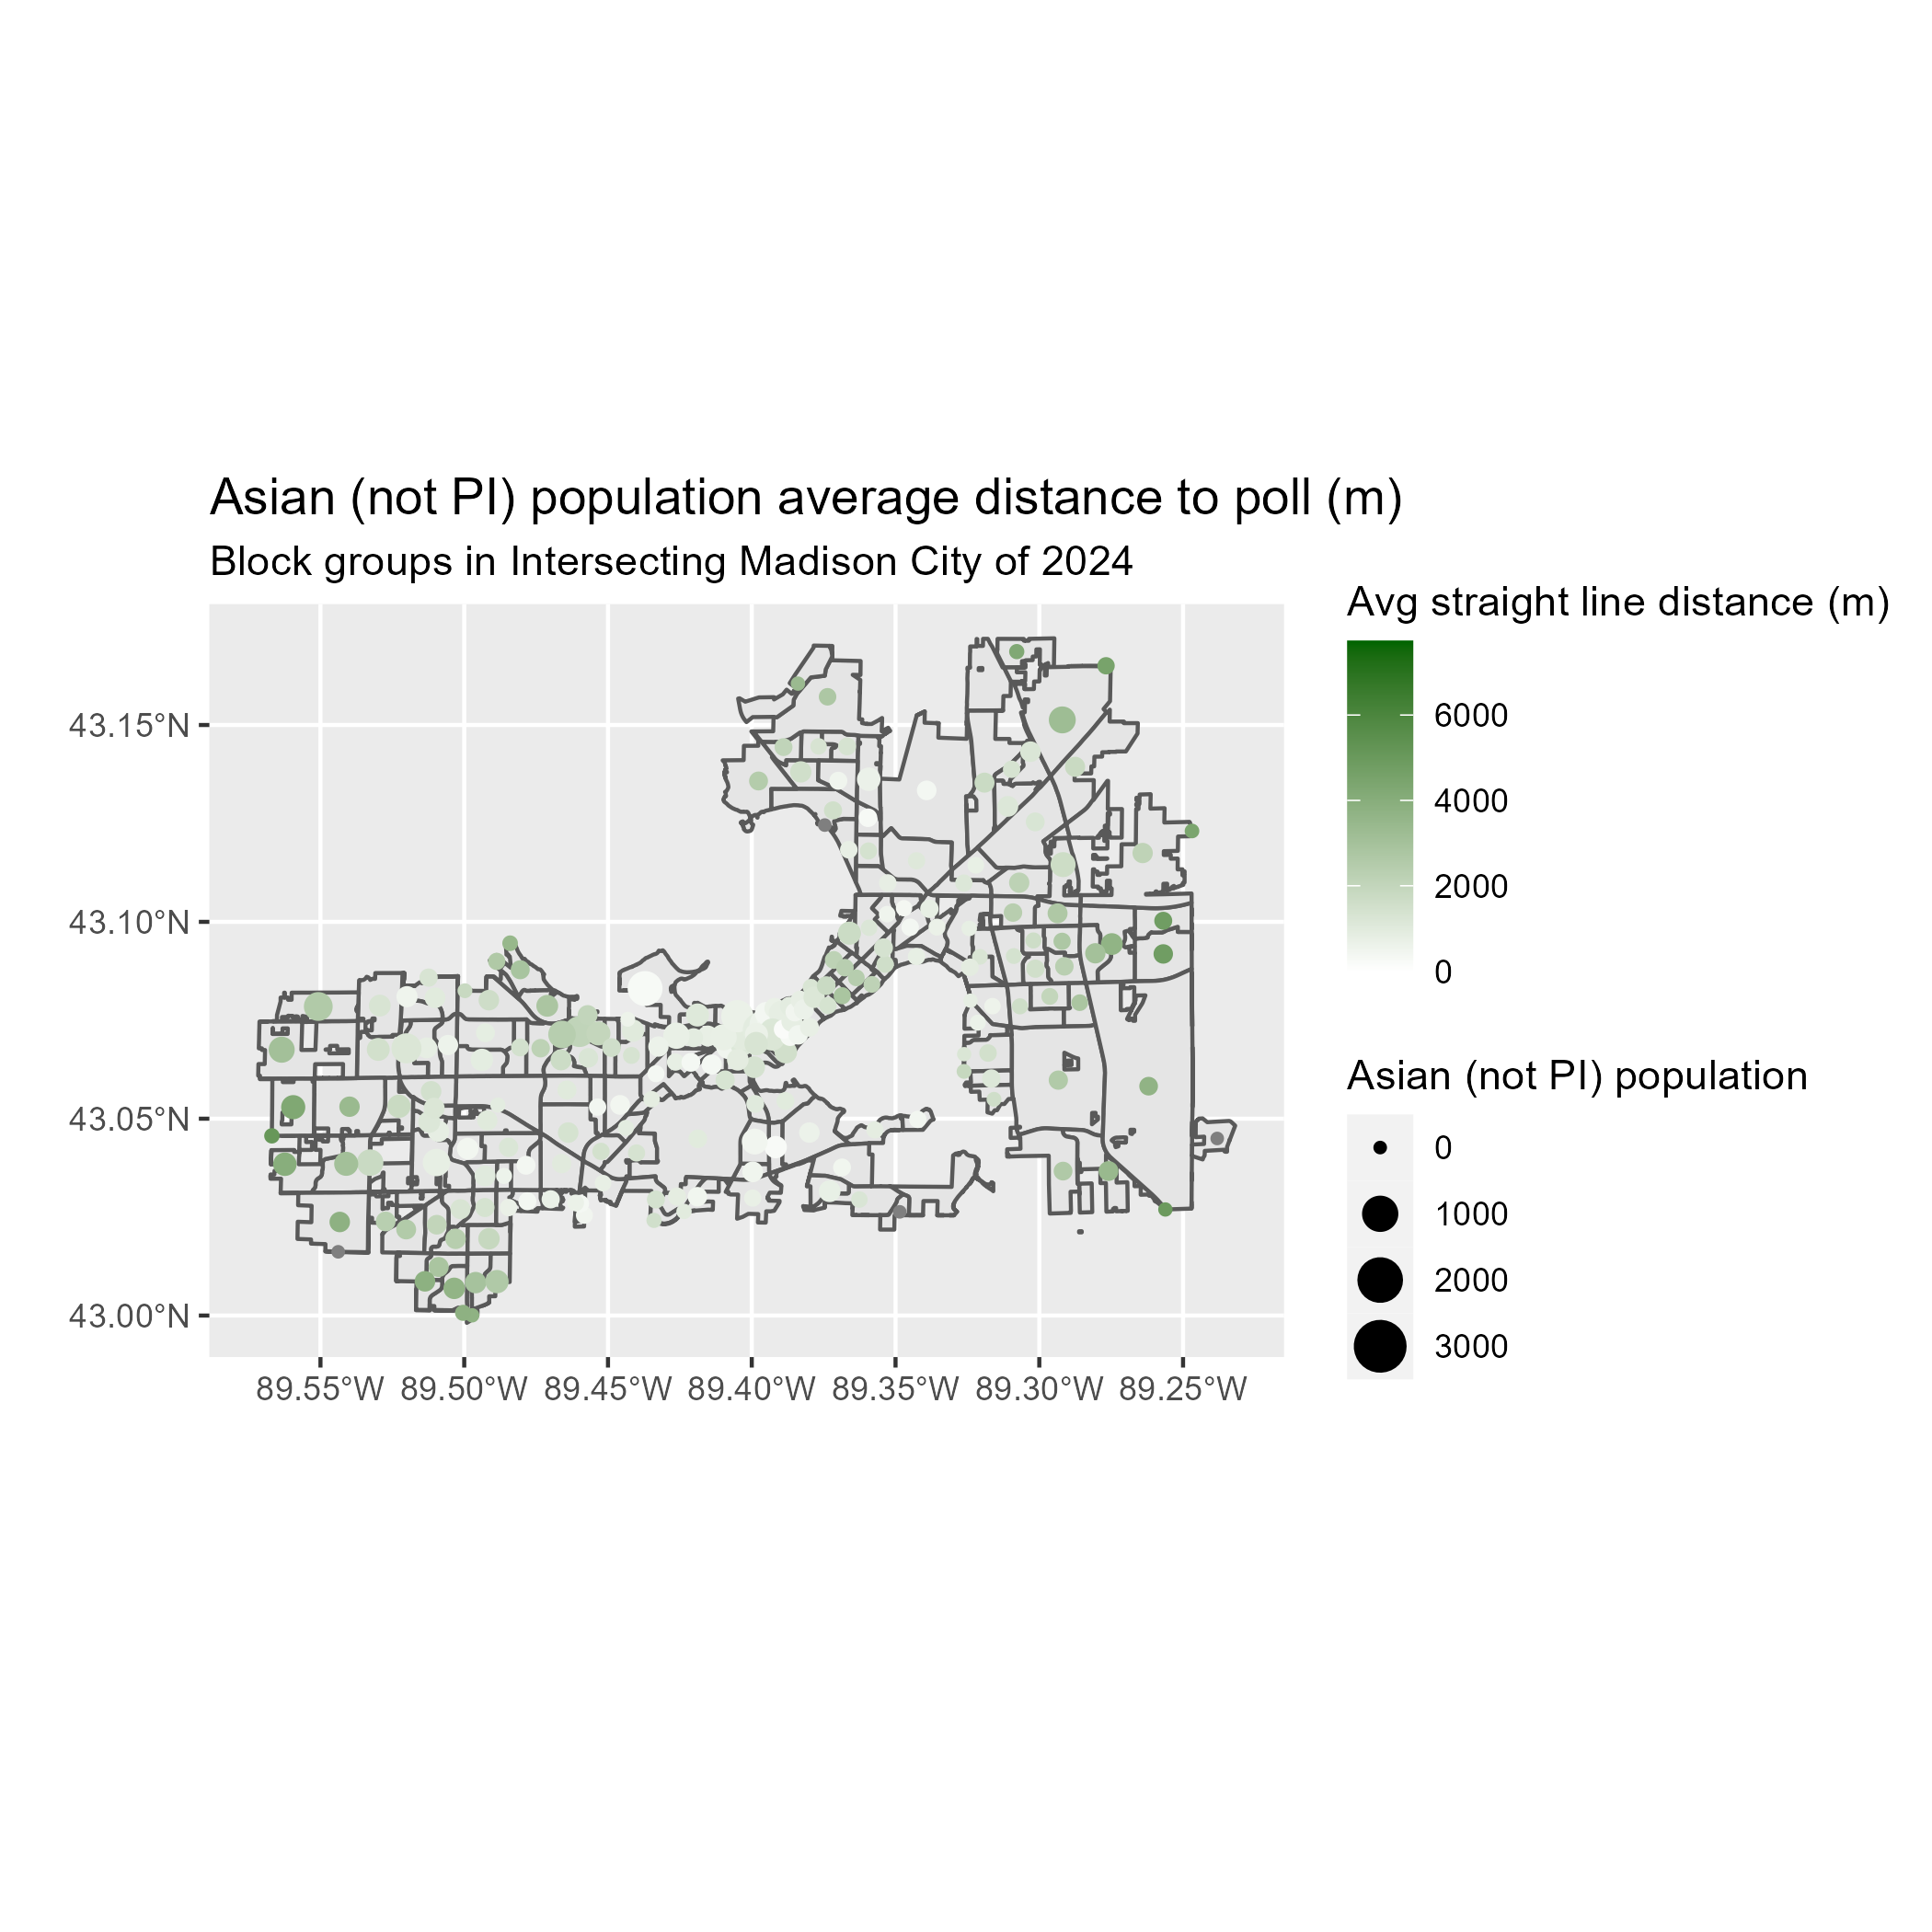 Asian (not PI) population average distance to poll (m)
Block groups in Intersecting Madison City of 2024
Avg straight line distance (m)
6000
4000
2000
0
Asian (not PI) population
0
1000
2000
3000
43.15°N
43.10°N
43.05°N
43.00°N
89.55°W 89.50°W 89.45°W 89.40°W 89.35°W 89.30°W 89.25°W